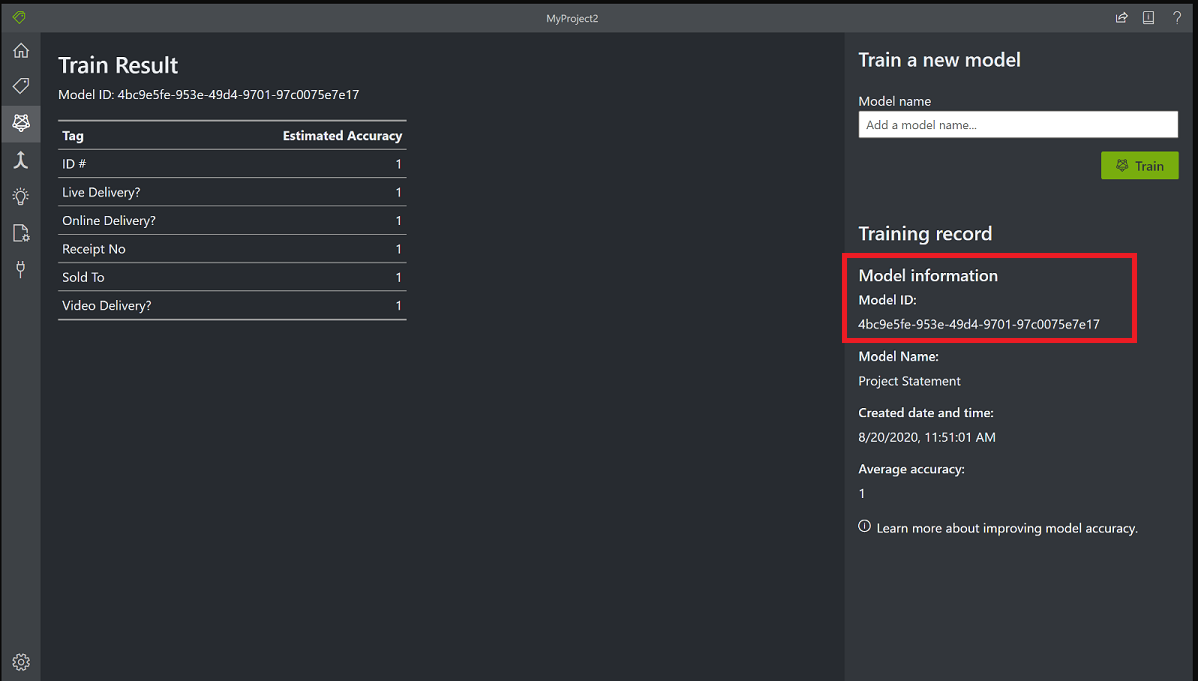 MyProject2
Train Result
Model ID: 4bc9e5fe-953e-49d4-9701-97c0075e7e17
Tag Estimated Accuracy
ID # 1
Live Delivery? 1
Online Delivery? 1
Receipt No 1
Sold To 1
Video Delivery? 1
Train a new model
Model name
Add a model name...
Train
Training record
Model information
Model ID:
4bc9e5fe-953e-49d4-9701-97c0075e7e17
Model Name:
Project Statement
Created date and time:
8/20/2020, 11:51:01 AM
Average accuracy:
1
Learn more about improving model accuracy.